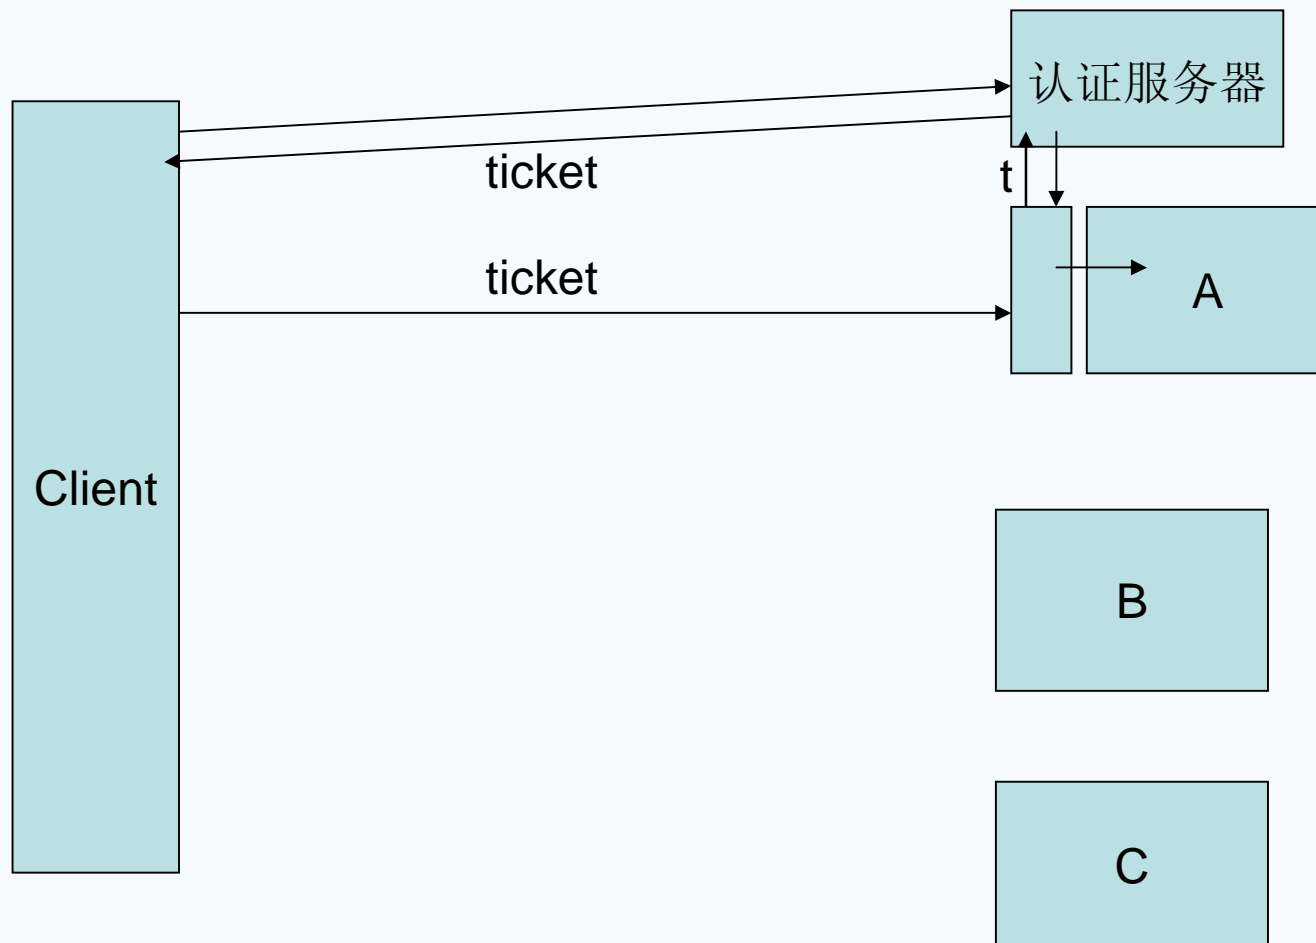 认证服务器
ticket
t
ticket
A
Client
B
C